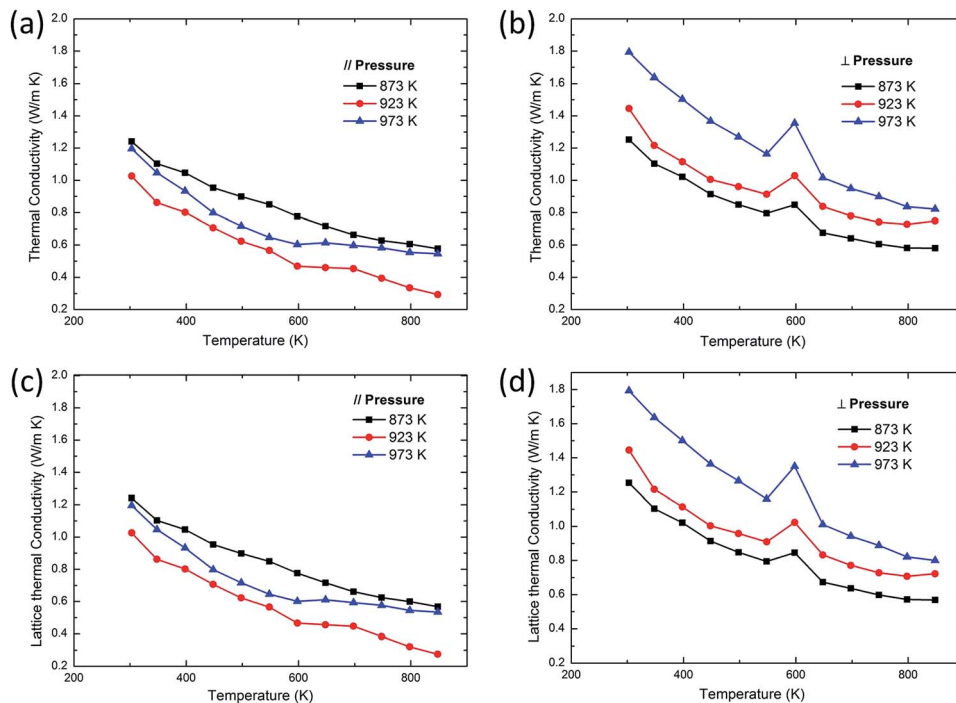 (a)
2.0
1.8
1.6
1.4
1.2
1.0
0.8
0.6
0.4
0.2
Thermal Conductivity (W/m K)
// Pressure
873 K
923 K
973 K
200 400 600 800
Temperature (K)
(b)
2.0
1.8
1.6
1.4
1.2
1.0
0.8
0.6
0.4
0.2
Thermal Conductivity (W/m K)
⊥ Pressure
873 K
923 K
973 K
200 400 600 800
Temperature (K)
(c)
2.0
1.8
1.6
1.4
1.2
1.0
0.8
0.6
0.4
0.2
Lattice thermal Conductivity (W/m K)
// Pressure
873 K
923 K
973 K
200 400 600 800
Temperature (K)
(d)
1.8
1.6
1.4
1.2
1.0
0.8
0.6
0.4
0.2
Lattice thermal Conductivity (W/m K)
⊥ Pressure
873 K
923 K
973 K
200 400 600 800
Temperature (K)